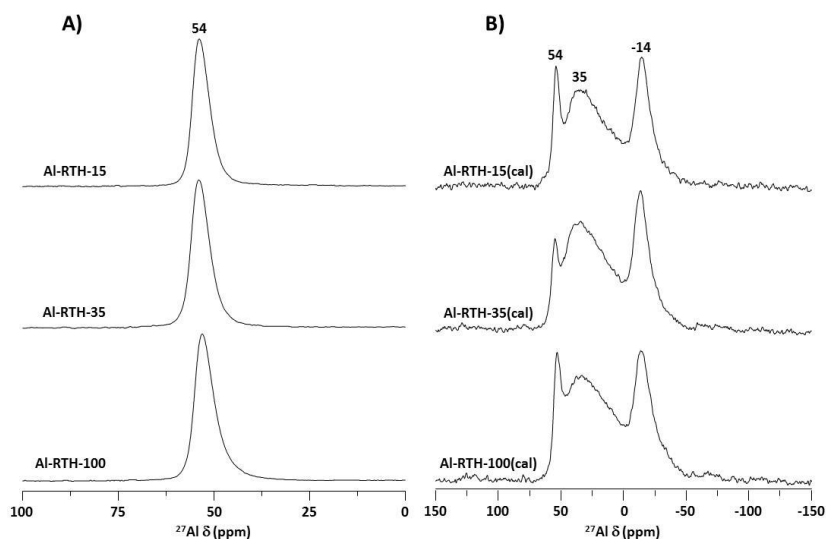 A)
54
Al-RTH-15
Al-RTH-35
Al-RTH-100
100 75 50 25 0
²⁷Al δ (ppm)
B)
54 35 -14
Al-RTH-15(cal)
Al-RTH-35(cal)
Al-RTH-100(cal)
150 100 50 0 -50 -100 -150
²⁷Al δ (ppm)